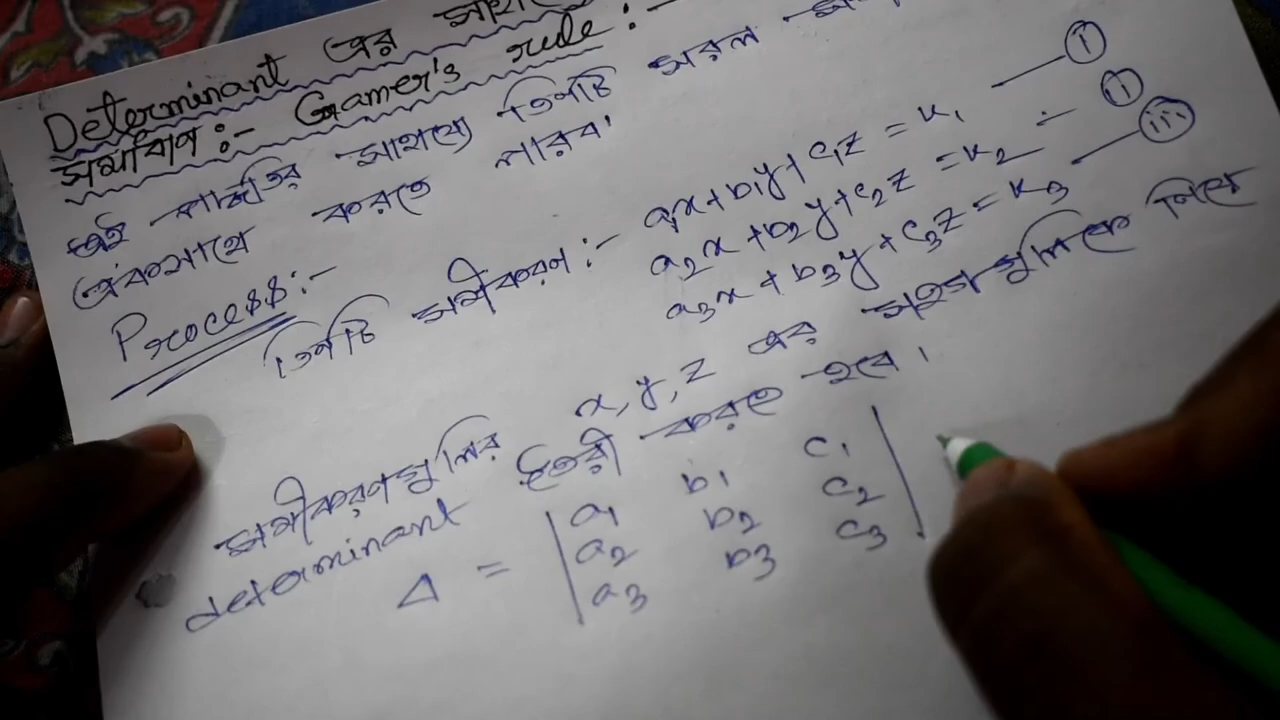 Determinant এর সাহা
সমাধান :- Cramer's rule :-
এই পদ্ধতির সাহায্যে তিনটি সরল
একসাথে করতে পারব।
Process :-
তিনটি সমীকরণ :- a₁x + b₁y + c₁z = k₁ — (i)
a₂x + b₂y + c₂z = k₂ — (ii)
a₃x + b₃y + c₃z = k₃ — (iii)
সমীকরণগুলির x, y, z এর সহগগুলিকে নিয়ে
determinant তৈরী করতে হবে।
Δ = | a₁ b₁ c₁ |
| a₂ b₂ c₂ |
| a₃ b₃ c₃ |